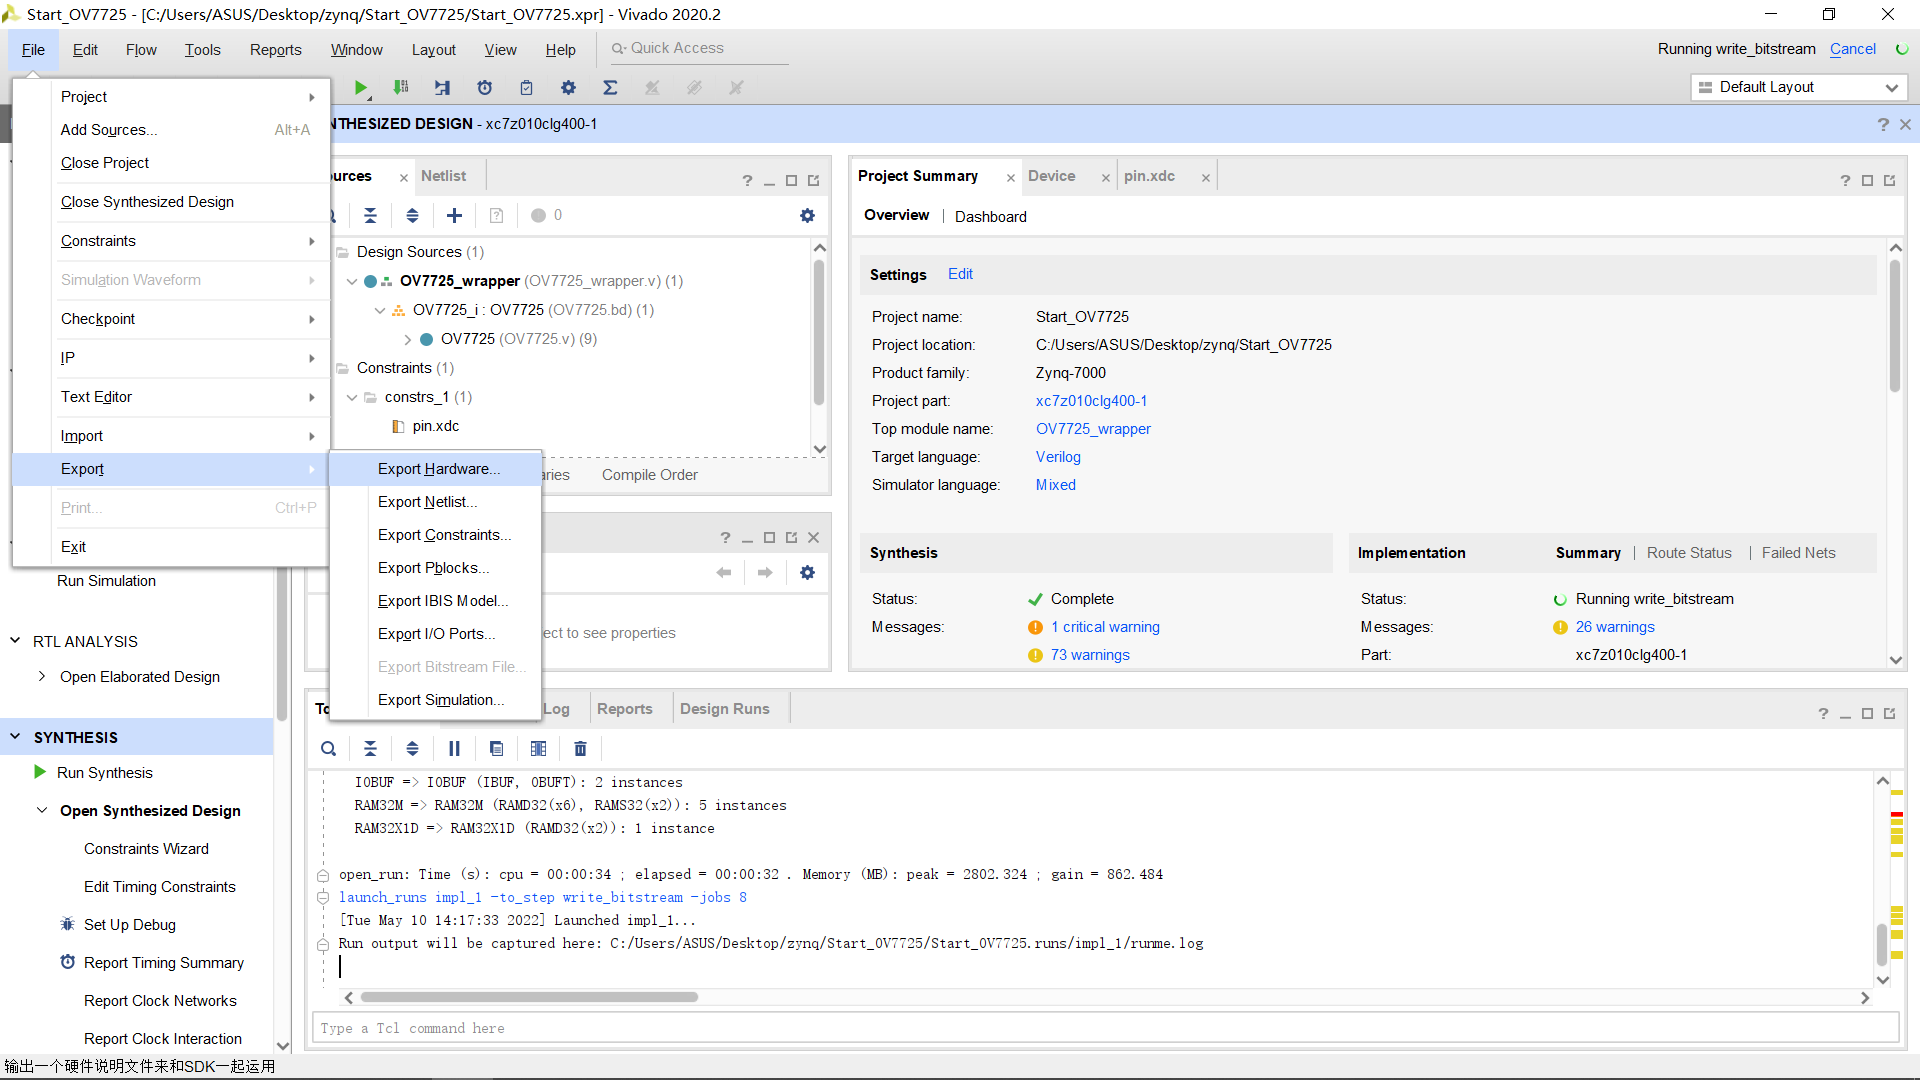 Start_OV7725 - [C:/Users/ASUS/Desktop/zynq/Start_OV7725/Start_OV7725.xpr] - Vivado 2020.2
File Edit Flow Tools Reports Window Layout View Help Quick Access
Running write_bitstream Cancel
Default Layout
NTHESIZED DESIGN - xc7z010clg400-1
Project
Add Sources... Alt+A
Close Project
Close Synthesized Design
Constraints
Simulation Waveform
Checkpoint
IP
Text Editor
Import
Export
Print... Ctrl+P
Exit
Export Hardware...
Export Netlist...
Export Constraints...
Export Pblocks...
Export IBIS Model...
Export I/O Ports...
Export Bitstream File...
Export Simulation...
Run Simulation
RTL ANALYSIS
Open Elaborated Design
SYNTHESIS
Run Synthesis
Open Synthesized Design
Constraints Wizard
Edit Timing Constraints
Set Up Debug
Report Timing Summary
Report Clock Networks
Report Clock Interaction
urces Netlist
0
Design Sources (1)
OV7725_wrapper (OV7725_wrapper.v) (1)
OV7725_i : OV7725 (OV7725.bd) (1)
OV7725 (OV7725.v) (9)
Constraints (1)
constrs_1 (1)
pin.xdc
aries Compile Order
ect to see properties
Project Summary Device pin.xdc
Overview | Dashboard
Settings Edit
Project name: Start_OV7725
Project location: C:/Users/ASUS/Desktop/zynq/Start_OV7725
Product family: Zynq-7000
Project part: xc7z010clg400-1
Top module name: OV7725_wrapper
Target language: Verilog
Simulator language: Mixed
Synthesis
Status: Complete
Messages: 1 critical warning
73 warnings
Implementation Summary | Route Status | Failed Nets
Status: Running write_bitstream
Messages: 26 warnings
Part: xc7z010clg400-1
Tc Log Reports Design Runs
IOBUF => IOBUF (IBUF, OBUFT): 2 instances
RAM32M => RAM32M (RAMD32(x6), RAMS32(x2)): 5 instances
RAM32X1D => RAM32X1D (RAMD32(x2)): 1 instance
open_run: Time (s): cpu = 00:00:34 ; elapsed = 00:00:32 . Memory (MB): peak = 2802.324 ; gain = 862.484
launch_runs impl_1 -to_step write_bitstream -jobs 8
[Tue May 10 14:17:33 2022] Launched impl_1...
Run output will be captured here: C:/Users/ASUS/Desktop/zynq/Start_OV7725/Start_OV7725.runs/impl_1/runme.log
Type a Tcl command here
输出一个硬件说明文件来和SDK一起运用